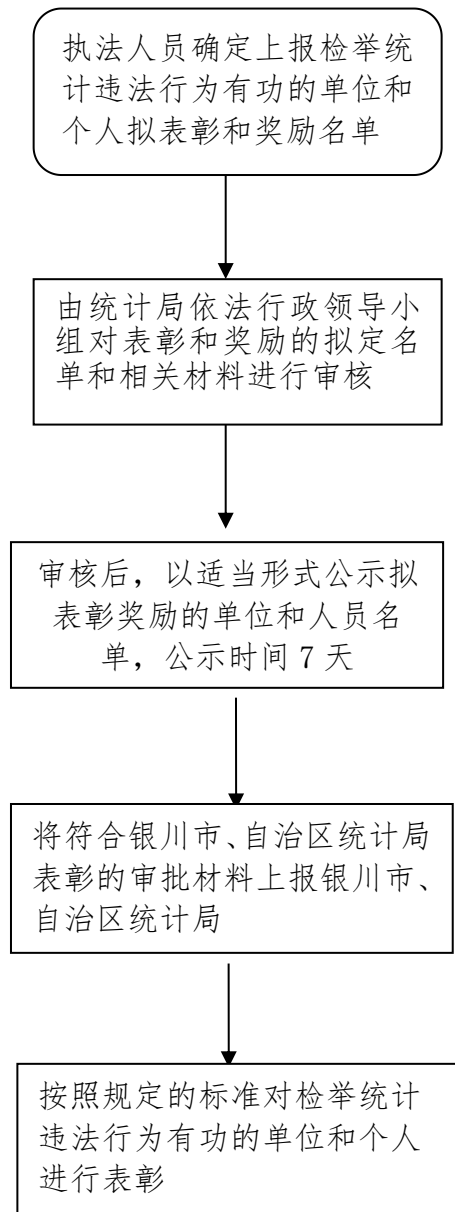 执法人员确定上报检举统
计违法行为有功的单位和
个人拟表彰和奖励名单
由统计局依法行政领导小
组对表彰和奖励的拟定名
单和相关材料进行审核
审核后，以适当形式公示拟
表彰奖励的单位和人员名
单，公示时间 7 天
将符合银川市、自治区统计局
表彰的审批材料上报银川市、
自治区统计局
按照规定的标准对检举统计
违法行为有功的单位和个人
进行表彰